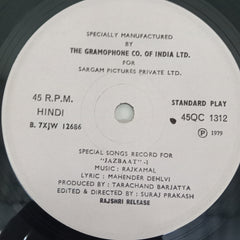 SPECIALLY MANUFACTURED
BY
THE GRAMOPHONE CO. OF INDIA LTD.
FOR
SARGAM PICTURES PRIVATE LTD.
45 R.P.M.
HINDI
B. 7XJW 12686
STANDARD PLAY
45QC 1312
Ⓟ 1979
SPECIAL SONGS RECORD FOR
"JAZBAAT"-1
MUSIC : RAJKAMAL
LYRIC : MAHENDER DEHLVI
PRODUCED BY : TARACHAND BARJATYA
EDITED & DIRECTED BY : SURAJ PRAKASH
RAJSHRI RELEASE